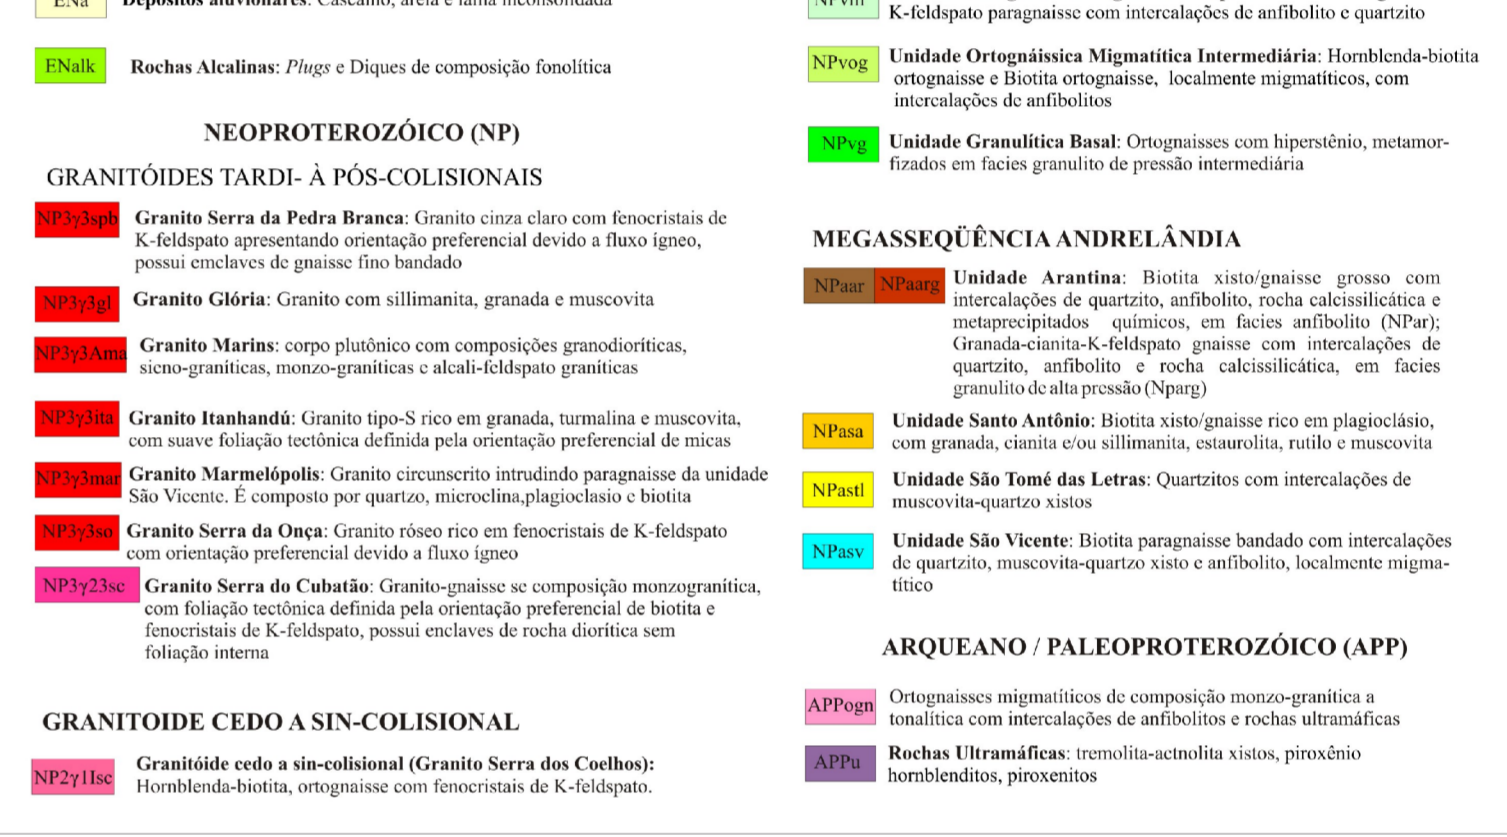 ENa
Depósitos aluvionares: Cascalho, areia e lama inconsolidada
ENalk
Rochas Alcalinas: Plugs e Diques de composição fonolítica
NEOPROTEROZÓICO (NP)
GRANITÓIDES TARDI- À PÓS-COLISIONAIS
NP3γ3spb
Granito Serra da Pedra Branca: Granito cinza claro com fenocristais de
K-feldspato apresentando orientação preferencial devido a fluxo ígneo,
possui emclaves de gnaisse fino bandado
NP3γ3gl
Granito Glória: Granito com sillimanita, granada e muscovita
NP3γ3Ama
Granito Marins: corpo plutônico com composições granodioríticas,
sieno-graníticas, monzo-graníticas e alcali-feldspato graníticas
NP3γ3ita
Granito Itanhandú: Granito tipo-S rico em granada, turmalina e muscovita,
com suave foliação tectônica definida pela orientação preferencial de micas
NP3γ3mar
Granito Marmelópolis: Granito circunscrito intrudindo paragnaisse da unidade
São Vicente. É composto por quartzo, microclina,plagioclasio e biotita
NP3γ3so
Granito Serra da Onça: Granito róseo rico em fenocristais de K-feldspato
com orientação preferencial devido a fluxo ígneo
NP3γ23sc
Granito Serra do Cubatão: Granito-gnaisse se composição monzogranítica,
com foliação tectônica definida pela orientação preferencial de biotita e
fenocristais de K-feldspato, possui enclaves de rocha diorítica sem
foliação interna
GRANITOIDE CEDO A SIN-COLISIONAL
NP2γ1Isc
Granitóide cedo a sin-colisional (Granito Serra dos Coelhos):
Hornblenda-biotita, ortognaisse com fenocristais de K-feldspato.
K-feldspato paragnaisse com intercalações de anfibolito e quartzito
NPvog
Unidade Ortognáissica Migmatítica Intermediária: Hornblenda-biotita
ortognaisse e Biotita ortognaisse, localmente migmatíticos, com
intercalações de anfibolitos
NPvg
Unidade Granulítica Basal: Ortognaisses com hiperstênio, metamor-
fizados em facies granulito de pressão intermediária
MEGASSEQÜÊNCIA ANDRELÂNDIA
NPaar NPaarg
Unidade Arantina: Biotita xisto/gnaisse grosso com
intercalações de quartzito, anfibolito, rocha calcissilicática e
metaprecipitados químicos, em facies anfibolito (NPar);
Granada-cianita-K-feldspato gnaisse com intercalações de
quartzito, anfibolito e rocha calcissilicática, em facies
granulito de alta pressão (Nparg)
NPasa
Unidade Santo Antônio: Biotita xisto/gnaisse rico em plagioclásio,
com granada, cianita e/ou sillimanita, estaurolita, rutilo e muscovita
NPastl
Unidade São Tomé das Letras: Quartzitos com intercalações de
muscovita-quartzo xistos
NPasv
Unidade São Vicente: Biotita paragnaisse bandado com intercalações
de quartzito, muscovita-quartzo xisto e anfibolito, localmente migma-
títico
ARQUEANO / PALEOPROTEROZÓICO (APP)
APPogn
Ortognaisses migmatíticos de composição monzo-granítica a
tonalítica com intercalações de anfibolitos e rochas ultramáficas
APPu
Rochas Ultramáficas: tremolita-actnolita xistos, piroxênio
hornblenditos, piroxenitos